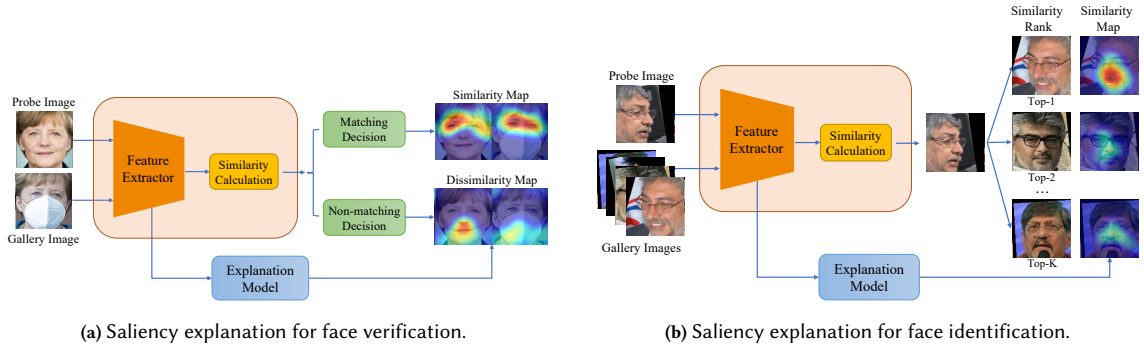 Probe Image
Gallery Image
Feature
Extractor
Similarity
Calculation
Matching
Decision
Non-matching
Decision
Similarity Map
Dissimilarity Map
Explanation
Model
(a) Saliency explanation for face verification.
Probe Image
Gallery Images
Feature
Extractor
Similarity
Calculation
Similarity
Rank
Similarity
Map
Top-1
Top-2
...
Top-K
Explanation
Model
(b) Saliency explanation for face identification.